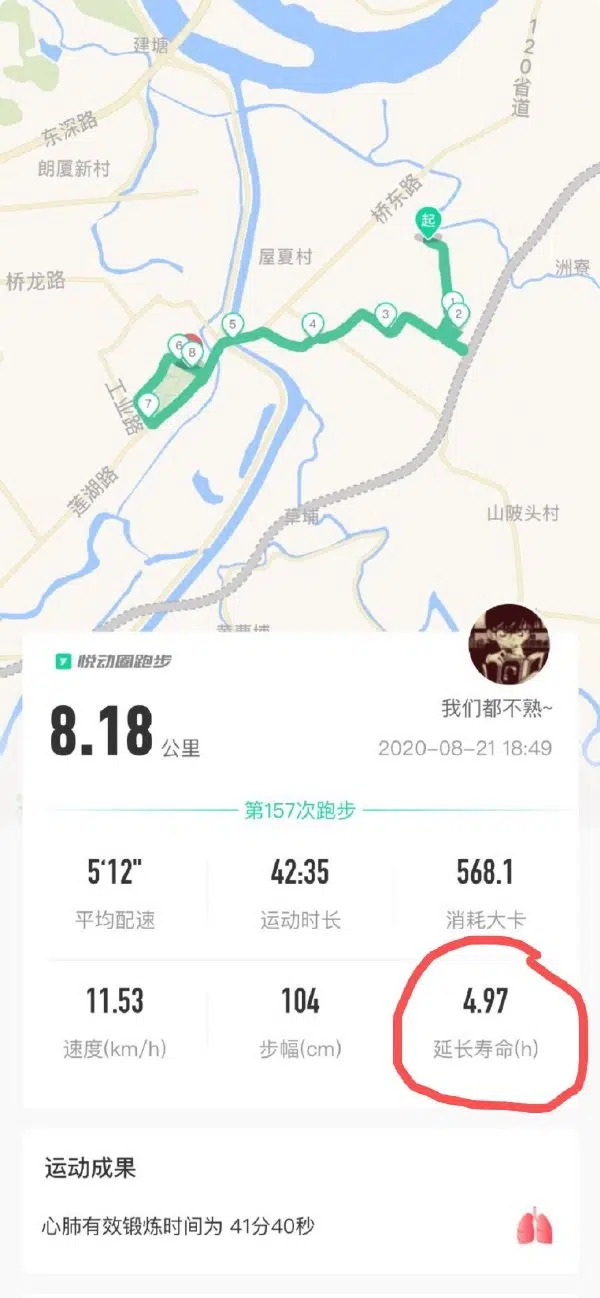 建塘
120省道
东深路
朗厦新村
桥东路
起
屋夏村
洲寮
桥龙路
1
2
3
4
5
6
8
7
工业路
莲湖路
草埔
山陂头村
黄曹埔
悦动圈跑步
8.18 公里
我们都不熟~
2020-08-21 18:49
第157次跑步
5'12" 42:35 568.1
平均配速 运动时长 消耗大卡
11.53 104 4.97
速度(km/h) 步幅(cm) 延长寿命(h)
运动成果
心肺有效锻炼时间为 41分40秒